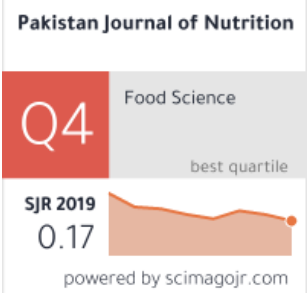 Pakistan Journal of Nutrition
Q4
Food Science
best quartile
SJR 2019
0.17
powered by scimagojr.com